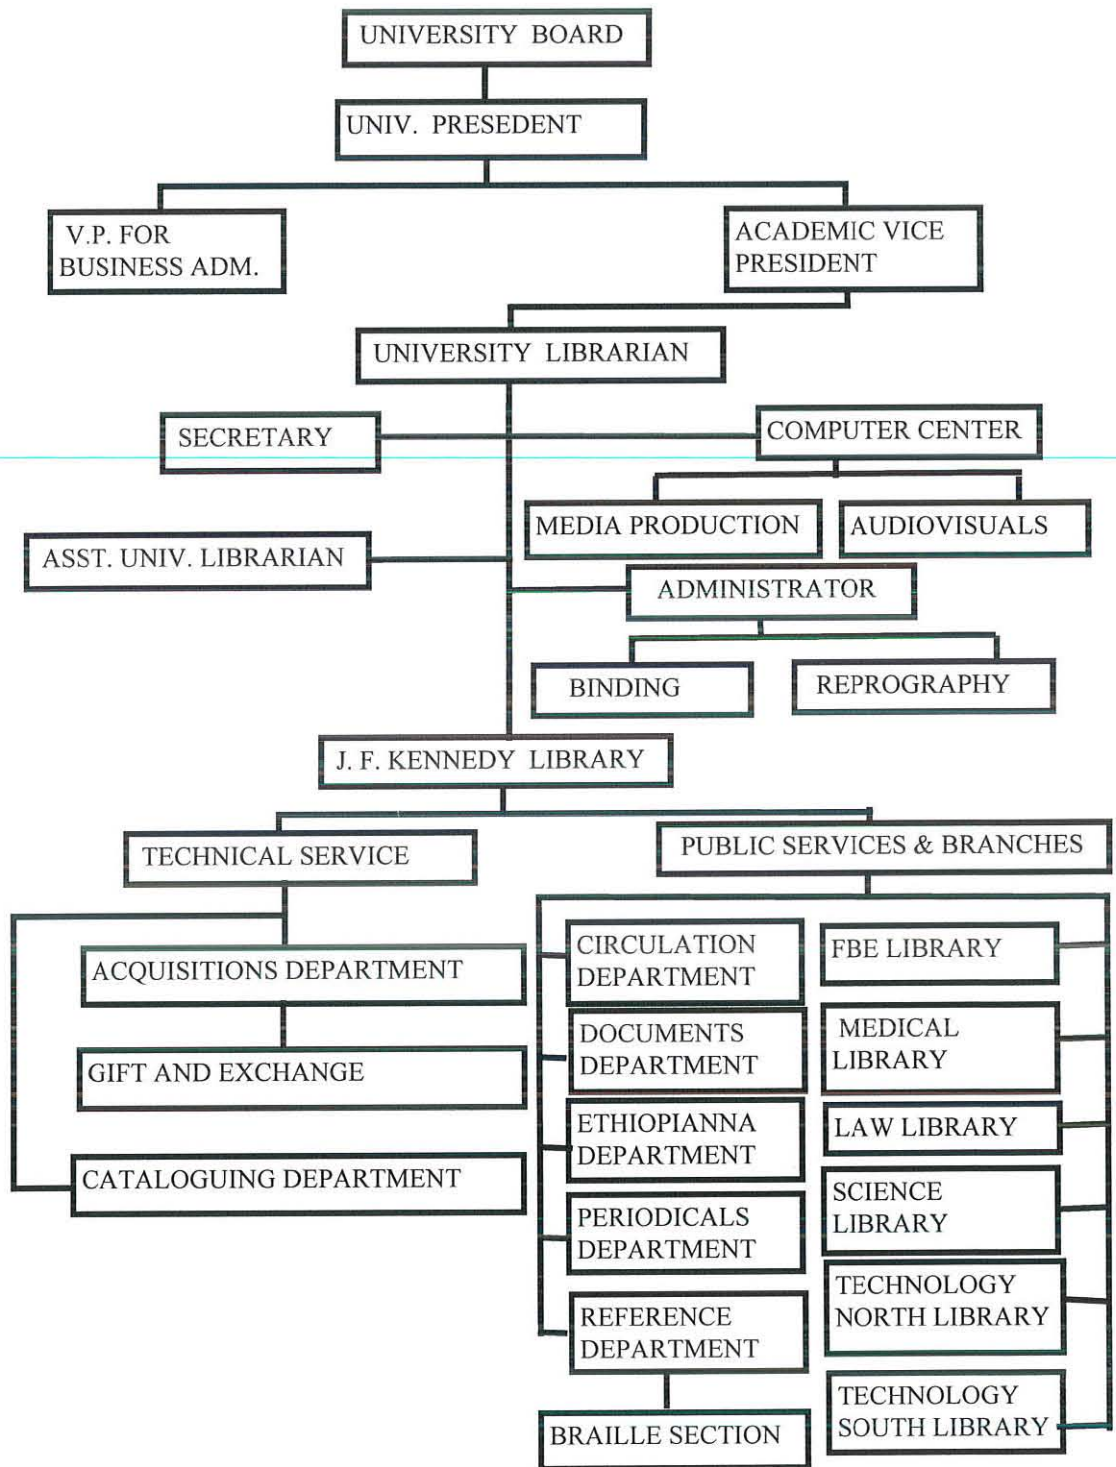 UNIVERSITY BOARD
UNIV. PRESEDENT
V.P. FOR
BUSINESS ADM.
ACADEMIC VICE
PRESIDENT
UNIVERSITY LIBRARIAN
SECRETARY
COMPUTER CENTER
MEDIA PRODUCTION
AUDIOVISUALS
ASST. UNIV. LIBRARIAN
ADMINISTRATOR
BINDING
REPROGRAPHY
J. F. KENNEDY LIBRARY
TECHNICAL SERVICE
PUBLIC SERVICES & BRANCHES
ACQUISITIONS DEPARTMENT
GIFT AND EXCHANGE
CATALOGUING DEPARTMENT
CIRCULATION
DEPARTMENT
DOCUMENTS
DEPARTMENT
ETHIOPIANNA
DEPARTMENT
PERIODICALS
DEPARTMENT
REFERENCE
DEPARTMENT
BRAILLE SECTION
FBE LIBRARY
MEDICAL
LIBRARY
LAW LIBRARY
SCIENCE
LIBRARY
TECHNOLOGY
NORTH LIBRARY
TECHNOLOGY
SOUTH LIBRARY